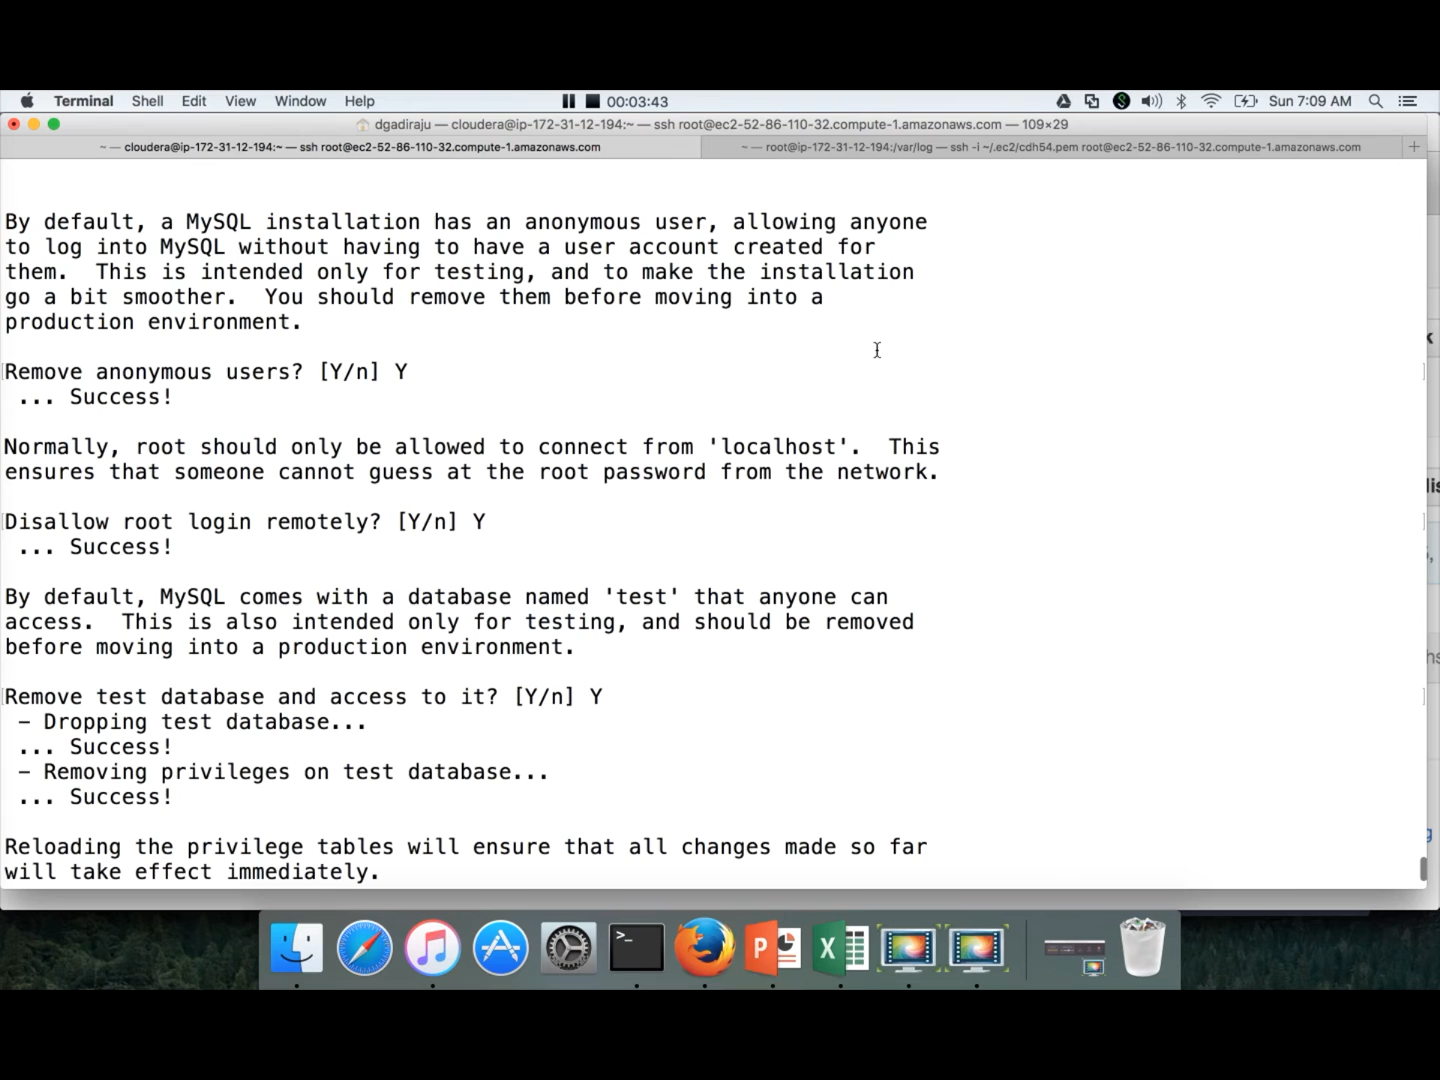 Terminal Shell Edit View Window Help 00:03:43 Sun 7:09 AM
dgadiraju — cloudera@ip-172-31-12-194:~ — ssh root@ec2-52-86-110-32.compute-1.amazonaws.com — 109×29
~ — cloudera@ip-172-31-12-194:~ — ssh root@ec2-52-86-110-32.compute-1.amazonaws.com ~ — root@ip-172-31-12-194:/var/log — ssh -i ~/.ec2/cdh54.pem root@ec2-52-86-110-32.compute-1.amazonaws.com +
By default, a MySQL installation has an anonymous user, allowing anyone
to log into MySQL without having to have a user account created for
them.  This is intended only for testing, and to make the installation
go a bit smoother.  You should remove them before moving into a
production environment.
Remove anonymous users? [Y/n] Y
... Success!
Normally, root should only be allowed to connect from 'localhost'.  This
ensures that someone cannot guess at the root password from the network.
Disallow root login remotely? [Y/n] Y
... Success!
By default, MySQL comes with a database named 'test' that anyone can
access.  This is also intended only for testing, and should be removed
before moving into a production environment.
Remove test database and access to it? [Y/n] Y
- Dropping test database...
... Success!
- Removing privileges on test database...
... Success!
Reloading the privilege tables will ensure that all changes made so far
will take effect immediately.